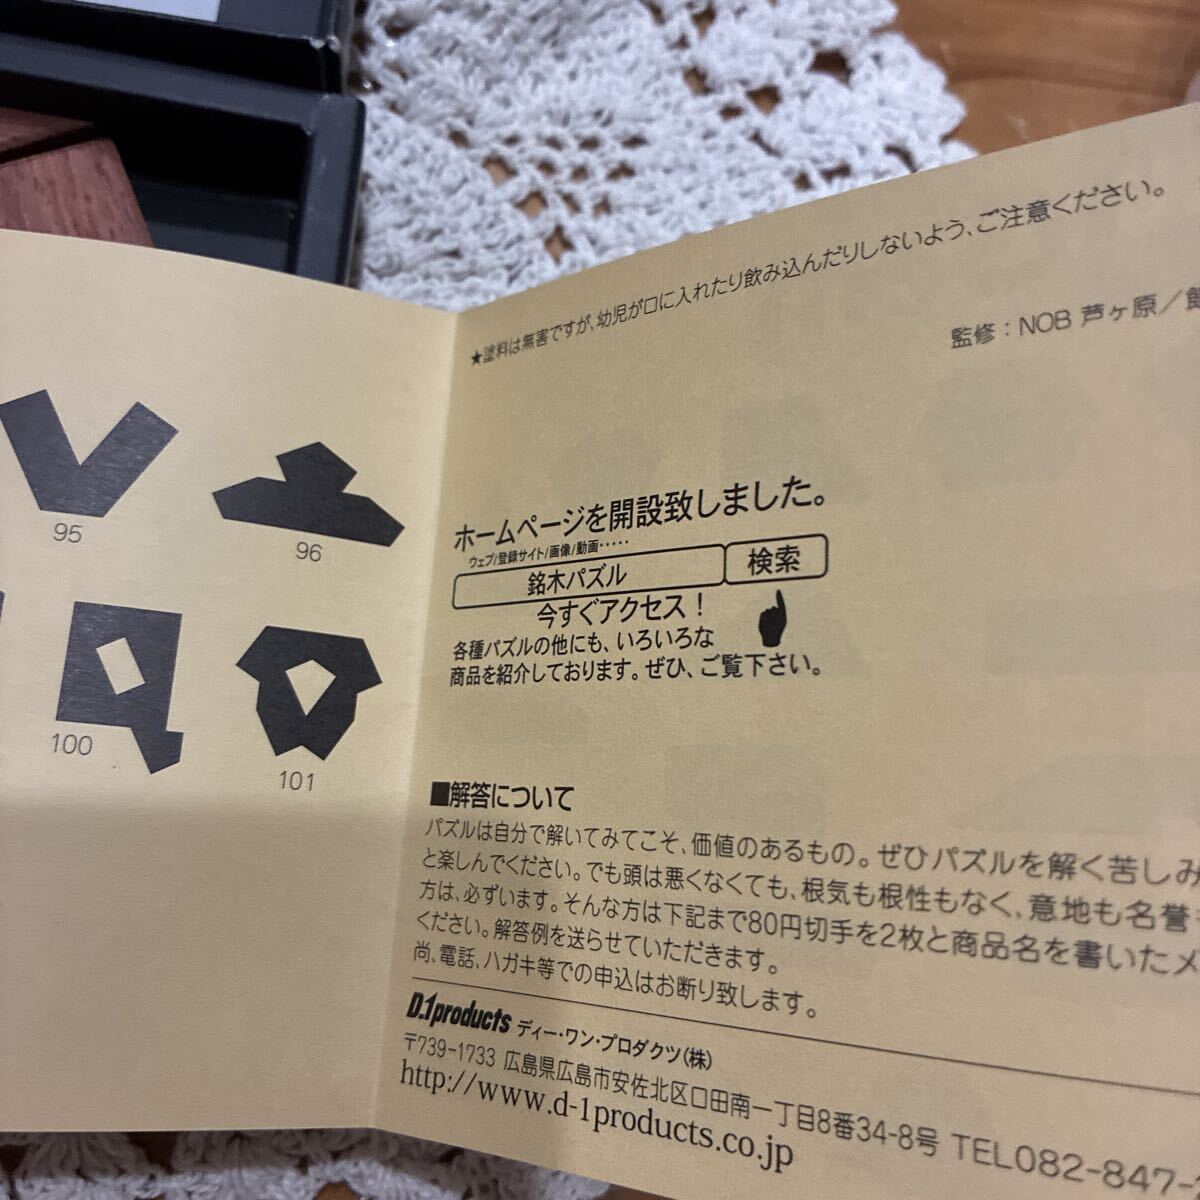 95
96
100
101
★塗料は無害ですが、幼児が口に入れたり飲み込んだりしないよう、ご注意ください。
監修：NOB 芦ヶ原／
ホームページを開設致しました。
ウェブ/登録サイト/画像/動画‥‥‥
銘木パズル 検索
今すぐアクセス！
各種パズルの他にも、いろいろな
商品を紹介しております。ぜひ、ご覧下さい。
■解答について
パズルは自分で解いてみてこそ、価値のあるもの。ぜひパズルを解く苦しみ
と楽しんでください。でも頭は悪くなくても、根気も根性もなく、意地も名誉
方は、必ずいます。そんな方は下記まで80円切手を2枚と商品名を書いたメ
ください。解答例を送らせていただきます。
尚、電話、ハガキ等での申込はお断り致します。
D.1products ディー・ワン・プロダクツ(株)
〒739-1733 広島県広島市安佐北区口田南一丁目8番34-8号 TEL082-847-
http://www.d-1products.co.jp